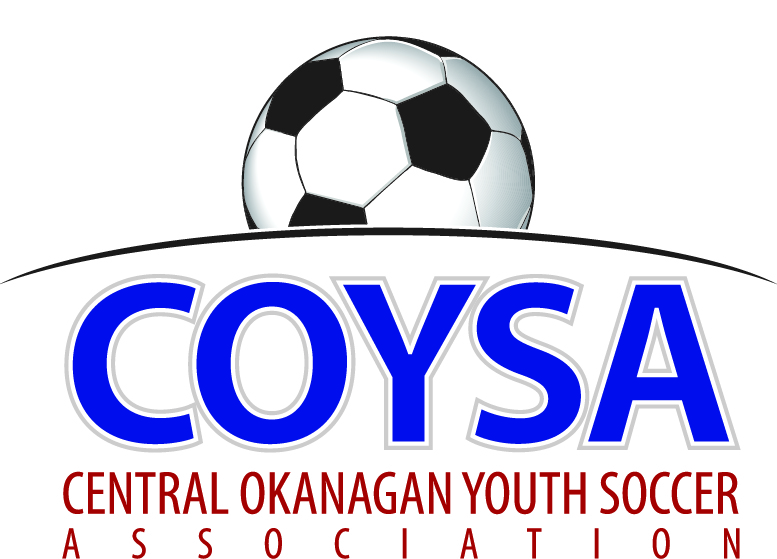 COYSA
CENTRAL OKANAGAN YOUTH SOCCER
ASSOCIATION